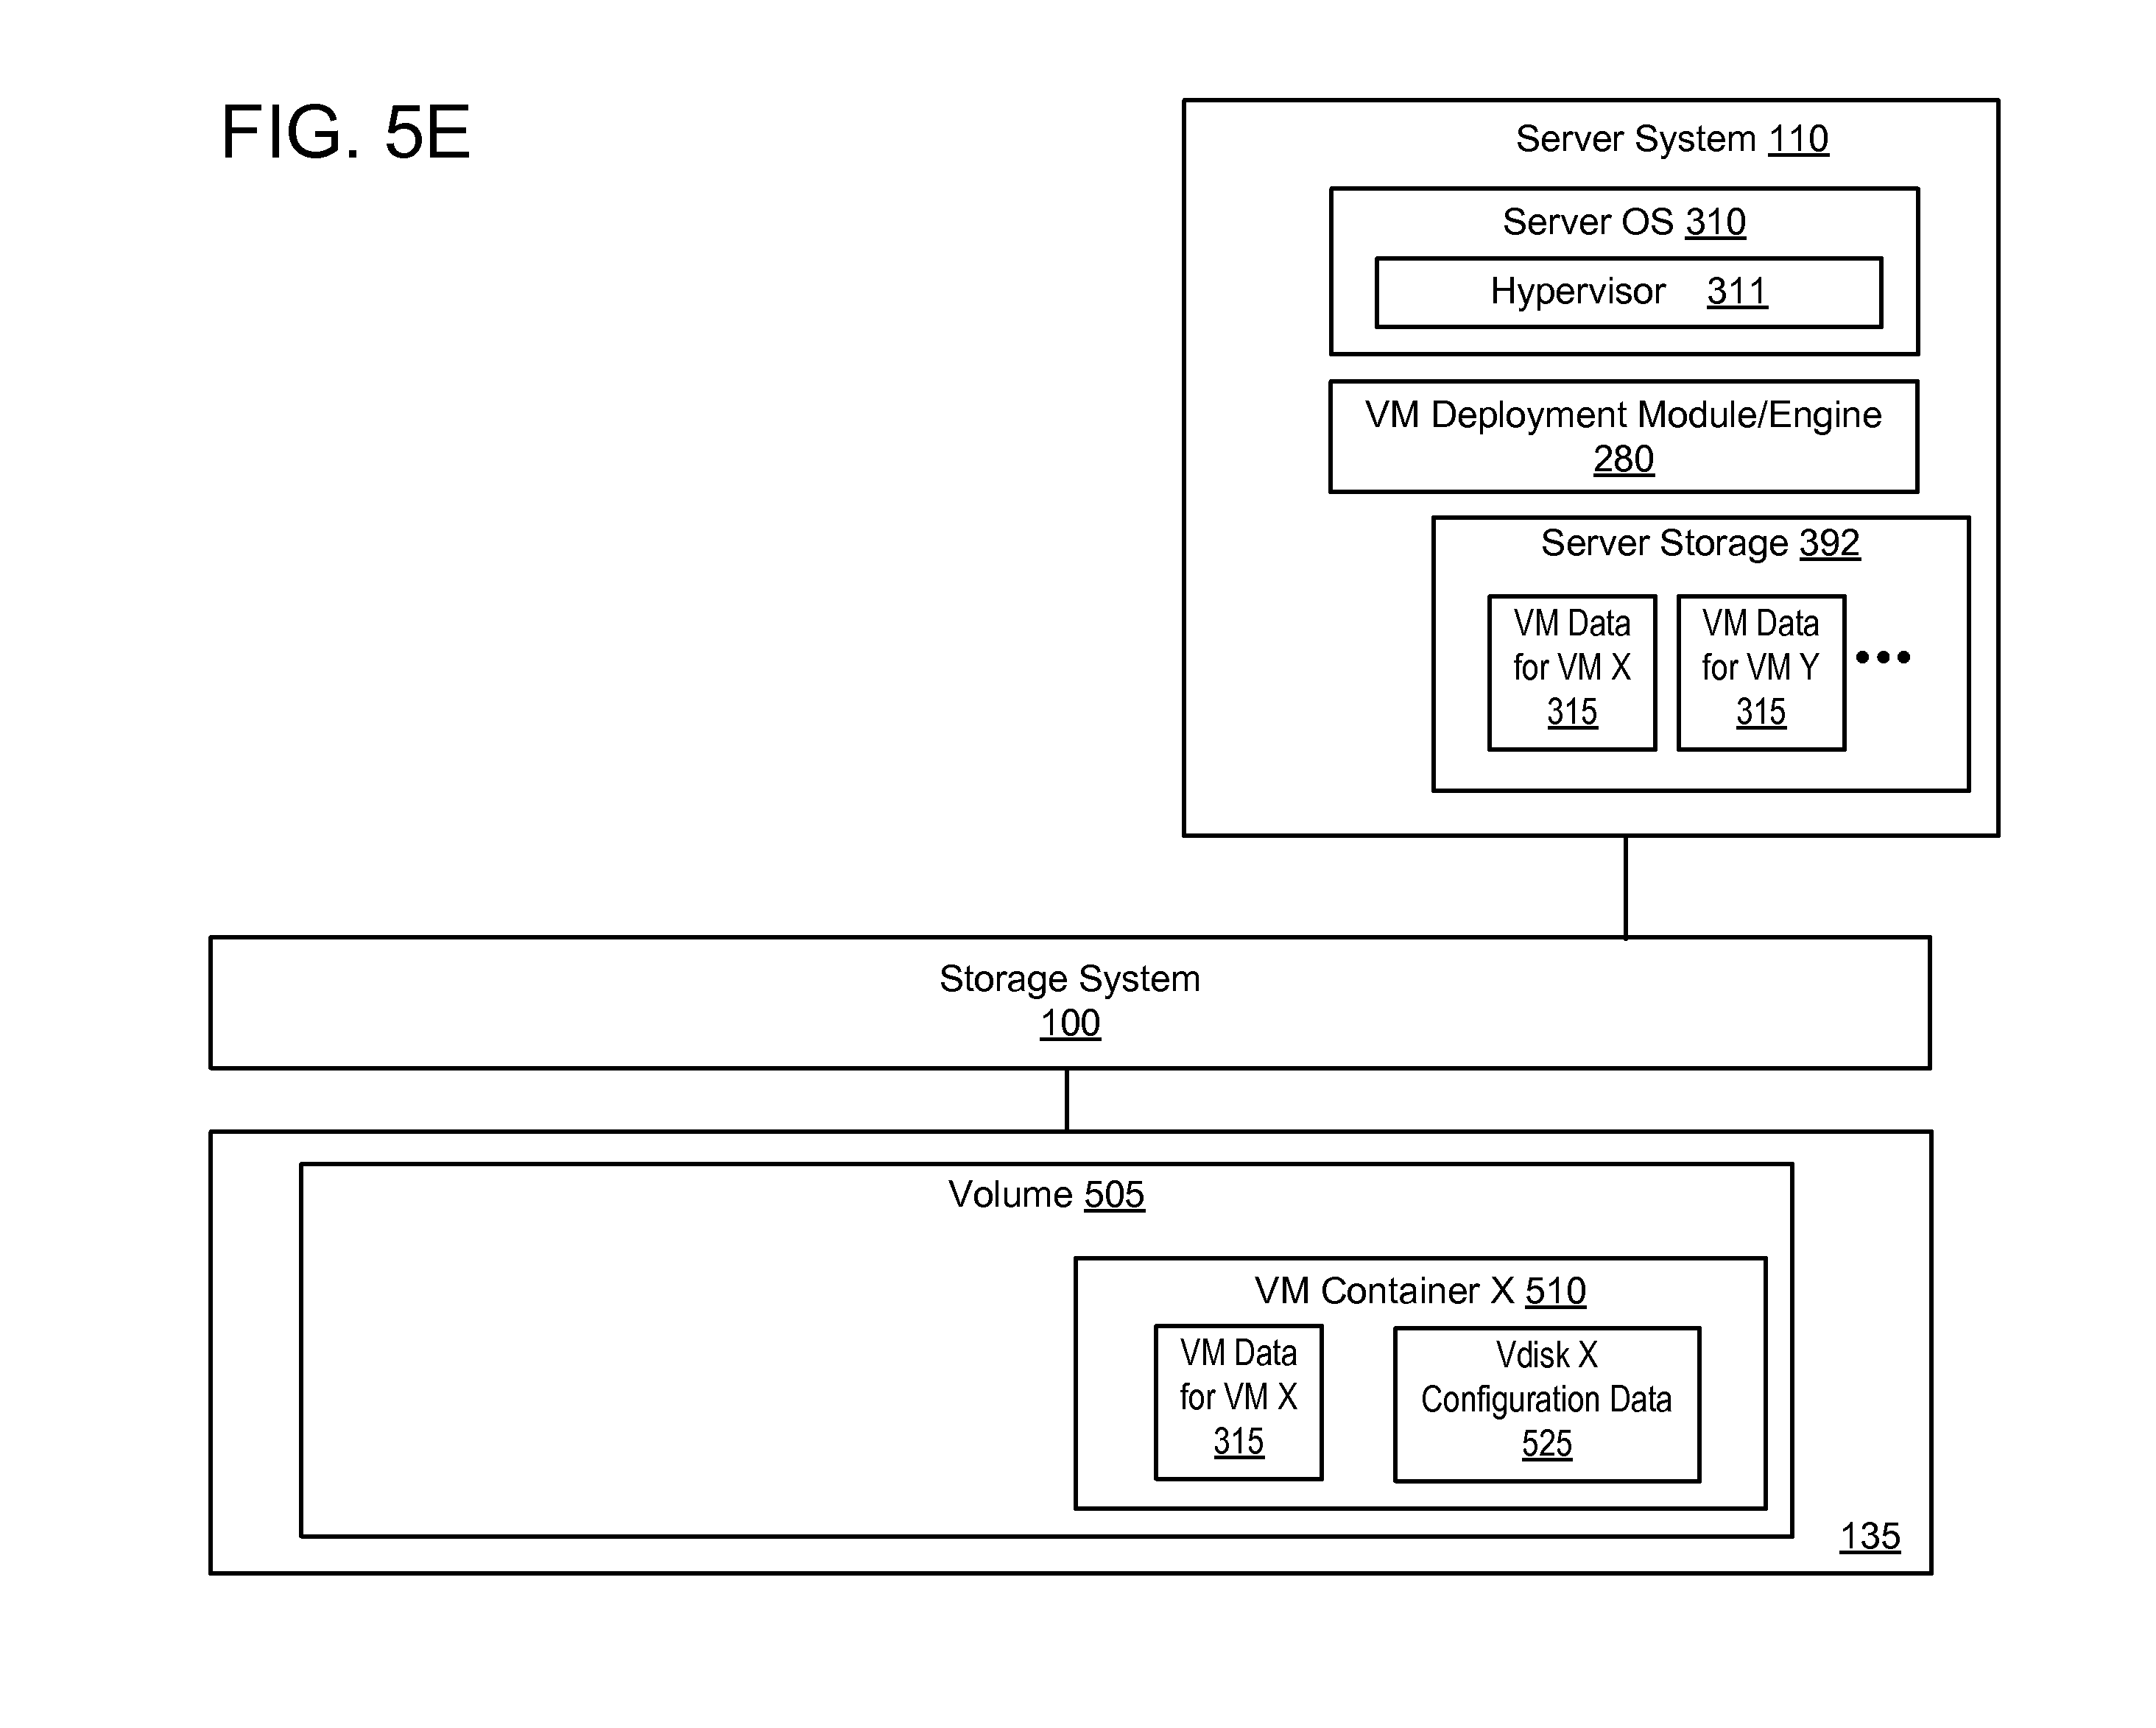 FIG. 5E
Server System 110
Server OS 310
Hypervisor 311
VM Deployment Module/Engine
280
Server Storage 392
VM Data
for VM X
315
VM Data
for VM Y
315
•••
Storage System
100
Volume 505
VM Container X 510
VM Data
for VM X
315
Vdisk X
Configuration Data
525
135